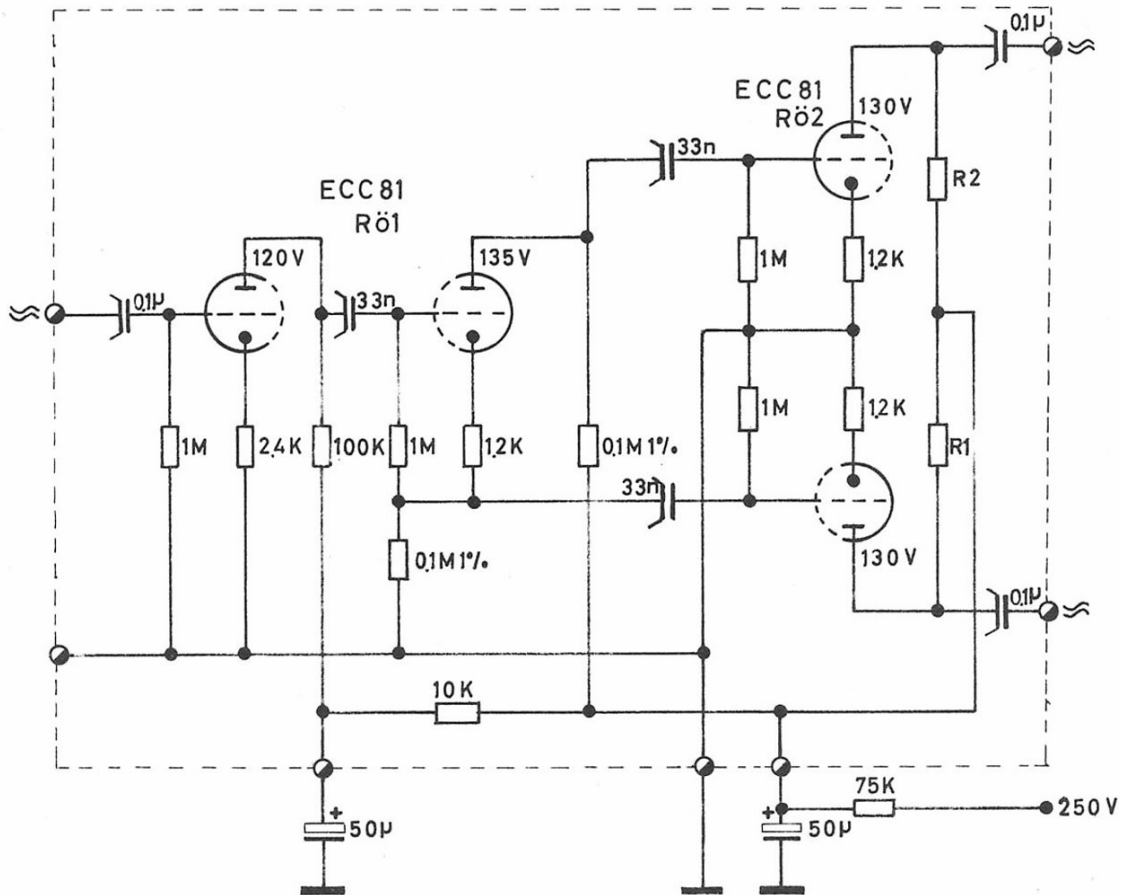 0,1µ
ECC81
Rö2
130V
33n
R2
ECC81
Rö1
120V
135V
1M
1,2K
0,1µ
33n
1M
1,2K
1M
2,4K
100K
1M
1,2K
0,1M 1%
R1
33n
0,1M 1%
130V
0,1µ
10K
75K
250V
+
50µ
+
50µ